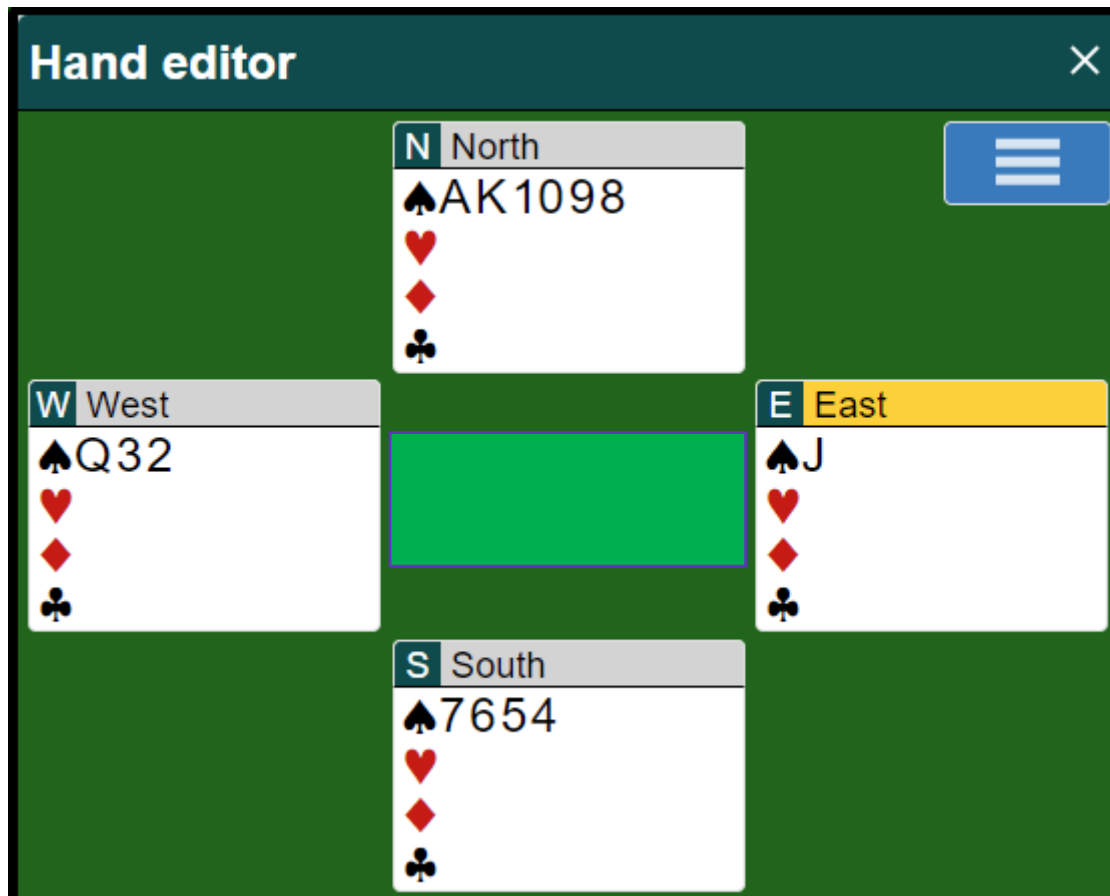 Hand editor ×
N North
♠AK1098
♥
♦
♣
W West
♠Q32
♥
♦
♣
E East
♠J
♥
♦
♣
S South
♠7654
♥
♦
♣